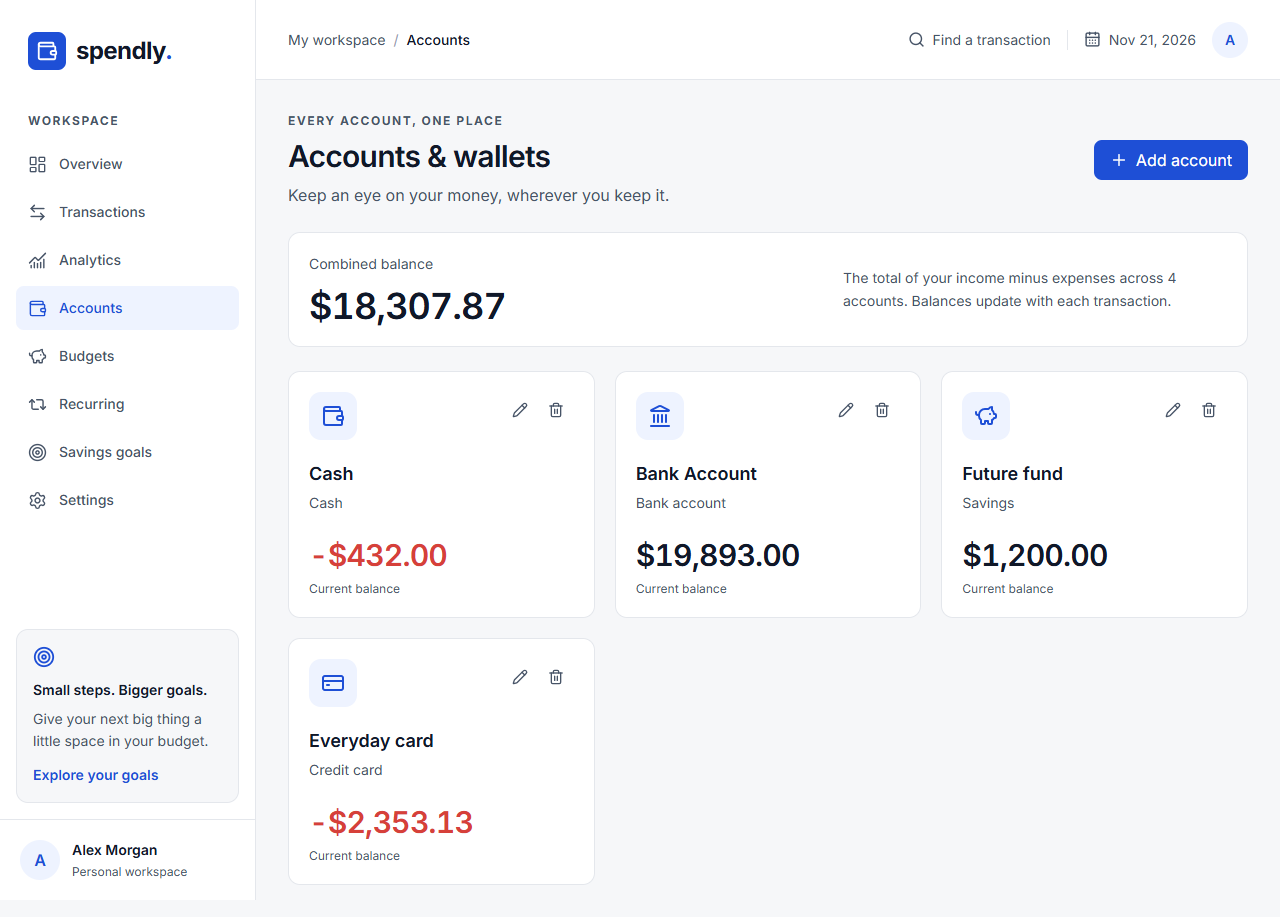 spendly.
WORKSPACE
Overview
Transactions
Analytics
Accounts
Budgets
Recurring
Savings goals
Settings
Small steps. Bigger goals.
Give your next big thing a
little space in your budget.
Explore your goals
A
Alex Morgan
Personal workspace
My workspace / Accounts
Find a transaction
Nov 21, 2026
A
EVERY ACCOUNT, ONE PLACE
Accounts & wallets
Keep an eye on your money, wherever you keep it.
+ Add account
Combined balance
$18,307.87
The total of your income minus expenses across 4
accounts. Balances update with each transaction.
Cash
Cash
-$432.00
Current balance
Bank Account
Bank account
$19,893.00
Current balance
Future fund
Savings
$1,200.00
Current balance
Everyday card
Credit card
-$2,353.13
Current balance